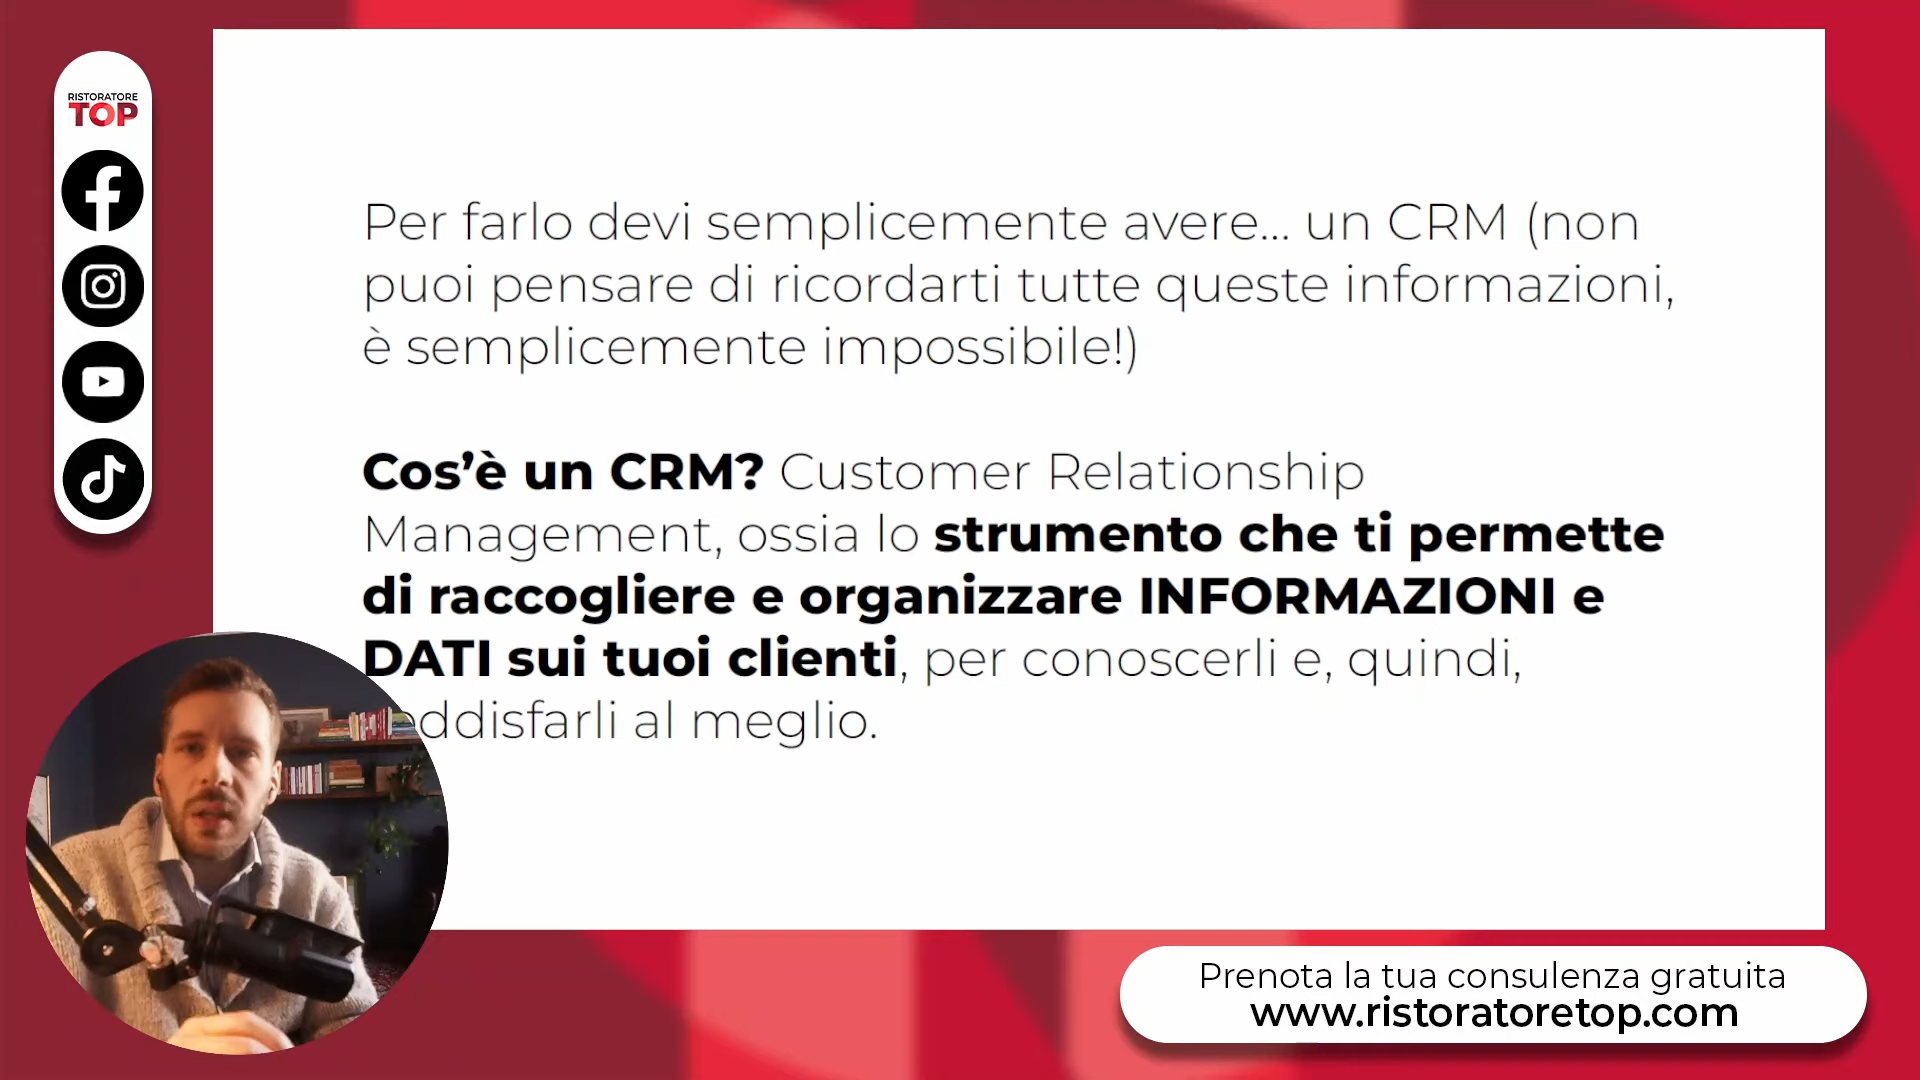 RISTORATORE
TOP
Per farlo devi semplicemente avere... un CRM (non
puoi pensare di ricordarti tutte queste informazioni,
è semplicemente impossibile!)
Cos’è un CRM? Customer Relationship
Management, ossia lo strumento che ti permette
di raccogliere e organizzare INFORMAZIONI e
DATI sui tuoi clienti, per conoscerli e, quindi,
al meglio.
Prenota la tua consulenza gratuita
www.ristoratoretop.com